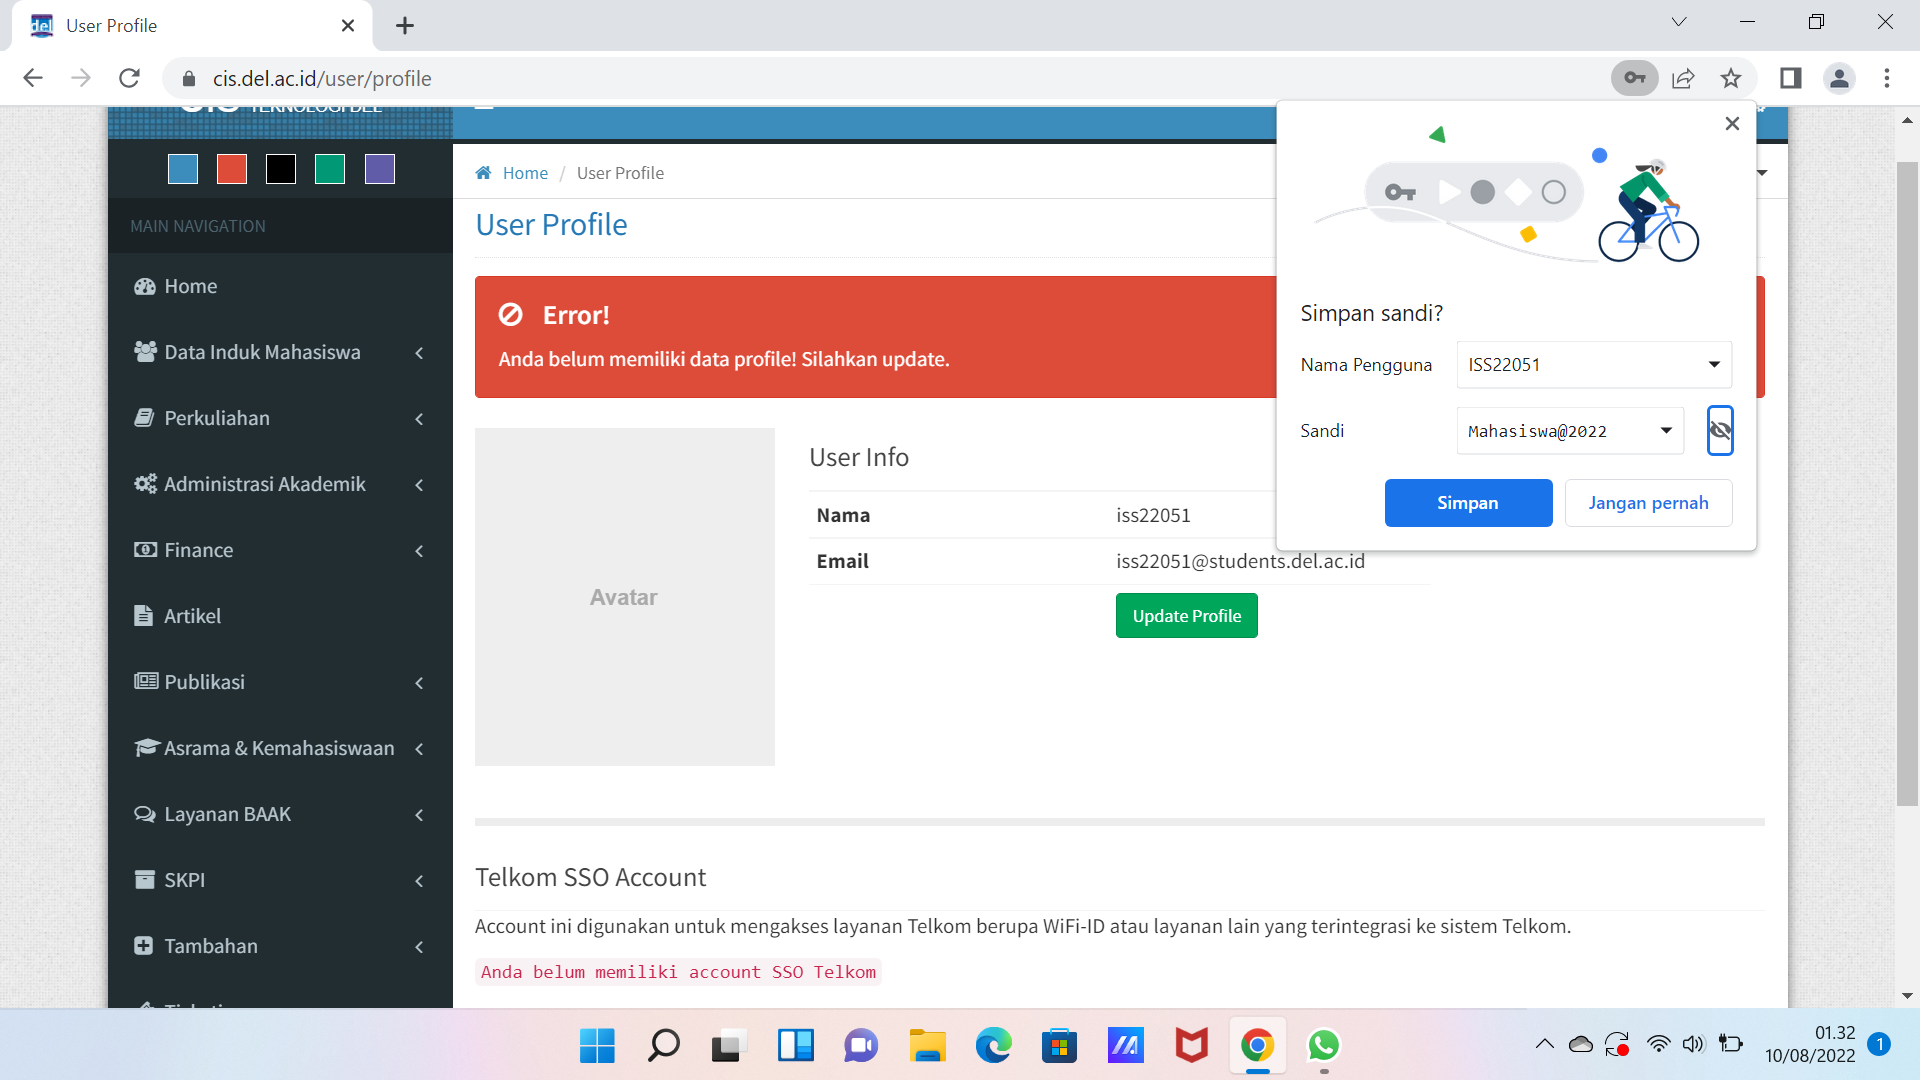 User Profile
cis.del.ac.id/user/profile
Home / User Profile
User Profile
MAIN NAVIGATION
Home
Data Induk Mahasiswa
Perkuliahan
Administrasi Akademik
Finance
Artikel
Publikasi
Asrama & Kemahasiswaan
Layanan BAAK
SKPI
Tambahan
Error!
Anda belum memiliki data profile! Silahkan update.
Avatar
User Info
Nama iss22051
Email iss22051@students.del.ac.id
Update Profile
Telkom SSO Account
Account ini digunakan untuk mengakses layanan Telkom berupa WiFi-ID atau layanan lain yang terintegrasi ke sistem Telkom.
Anda belum memiliki account SSO Telkom
Simpan sandi?
Nama Pengguna ISS22051
Sandi Mahasiswa@2022
Simpan Jangan pernah
01.32
10/08/2022
1